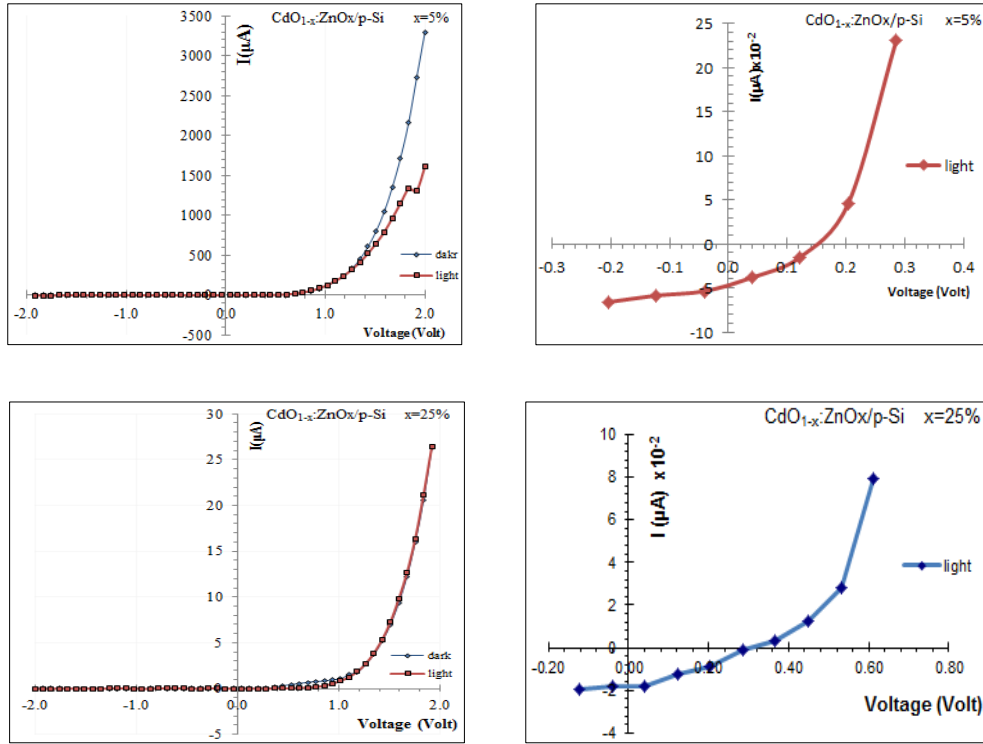 CdO1-x:ZnOx/p-Si x=5%
I(μA)
3500
3000
2500
2000
1500
1000
500
0
-500
-2.0 -1.0 0.0 1.0 2.0
Voltage (Volt)
dakr
light
CdO1-x:ZnOx/p-Si x=5%
I(μA)x10-2
25
20
15
10
5
0
-5
-10
-0.3 -0.2 -0.1 0.0 0.1 0.2 0.3 0.4
Voltage (Volt)
light
CdO1-x:ZnOx/p-Si x=25%
I(μA)
30
25
20
15
10
5
0
-5
-2.0 -1.0 0.0 1.0 2.0
Voltage (Volt)
dark
light
CdO1-x:ZnOx/p-Si x=25%
I (μA) x 10-2
10
8
6
4
2
0
-2
-4
-0.20 0.00 0.20 0.40 0.60 0.80
Voltage (Volt)
light